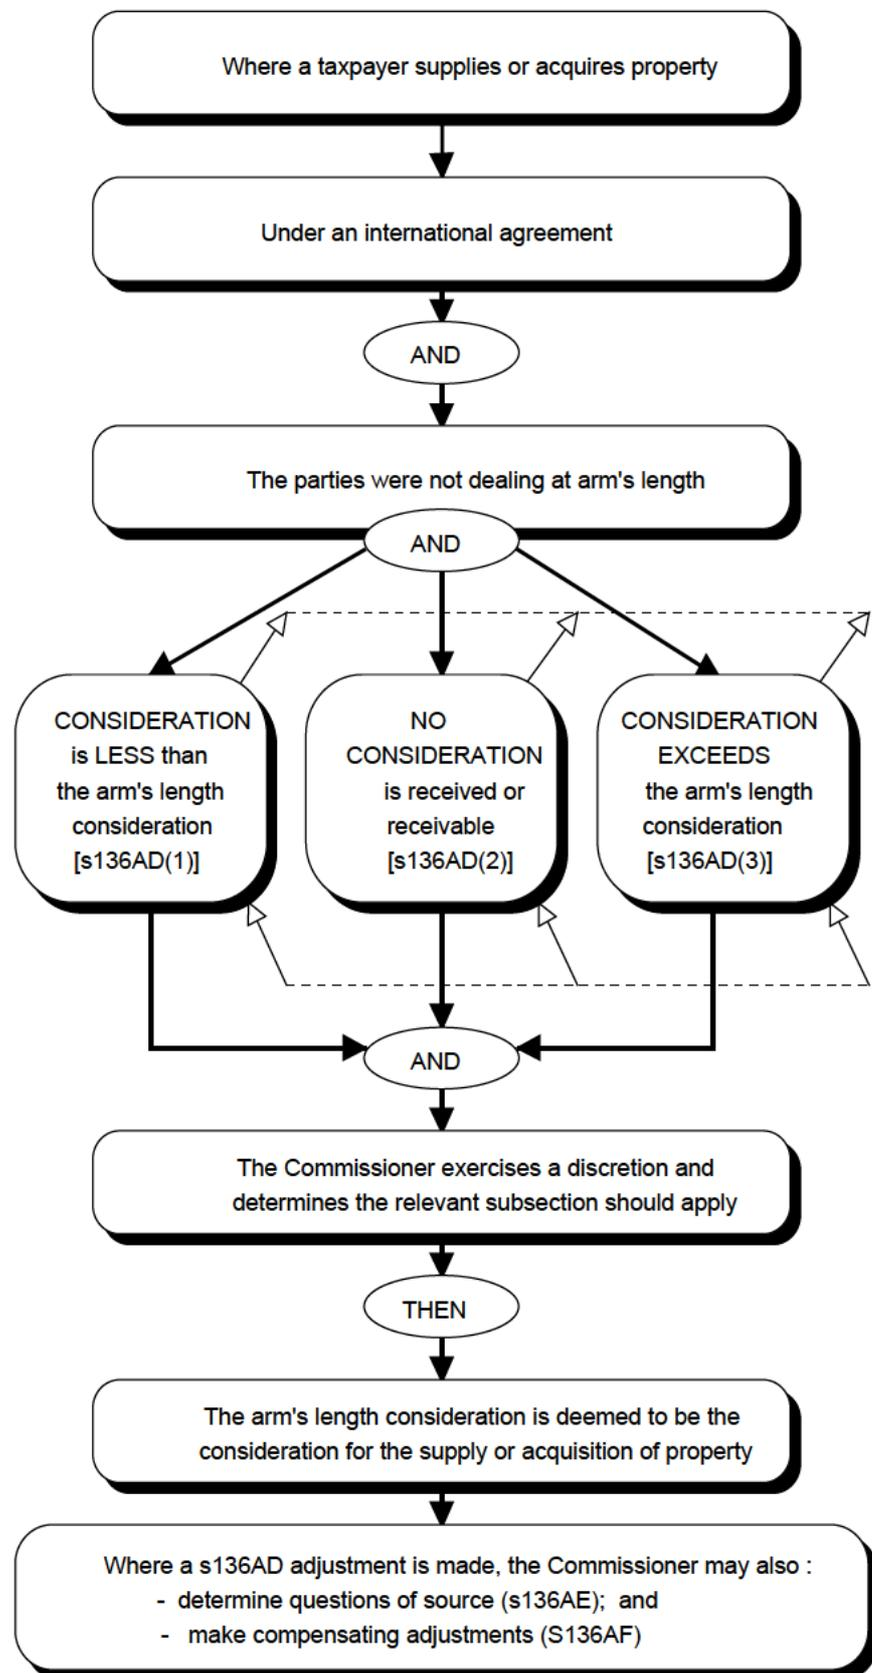 Where a taxpayer supplies or acquires property
Under an international agreement
AND
The parties were not dealing at arm's length
AND
CONSIDERATION
is LESS than
the arm's length
consideration
[s136AD(1)]
NO
CONSIDERATION
is received or
receivable
[s136AD(2)]
CONSIDERATION
EXCEEDS
the arm's length
consideration
[s136AD(3)]
AND
The Commissioner exercises a discretion and
determines the relevant subsection should apply
THEN
The arm's length consideration is deemed to be the
consideration for the supply or acquisition of property
Where a s136AD adjustment is made, the Commissioner may also :
- determine questions of source (s136AE); and
- make compensating adjustments (S136AF)